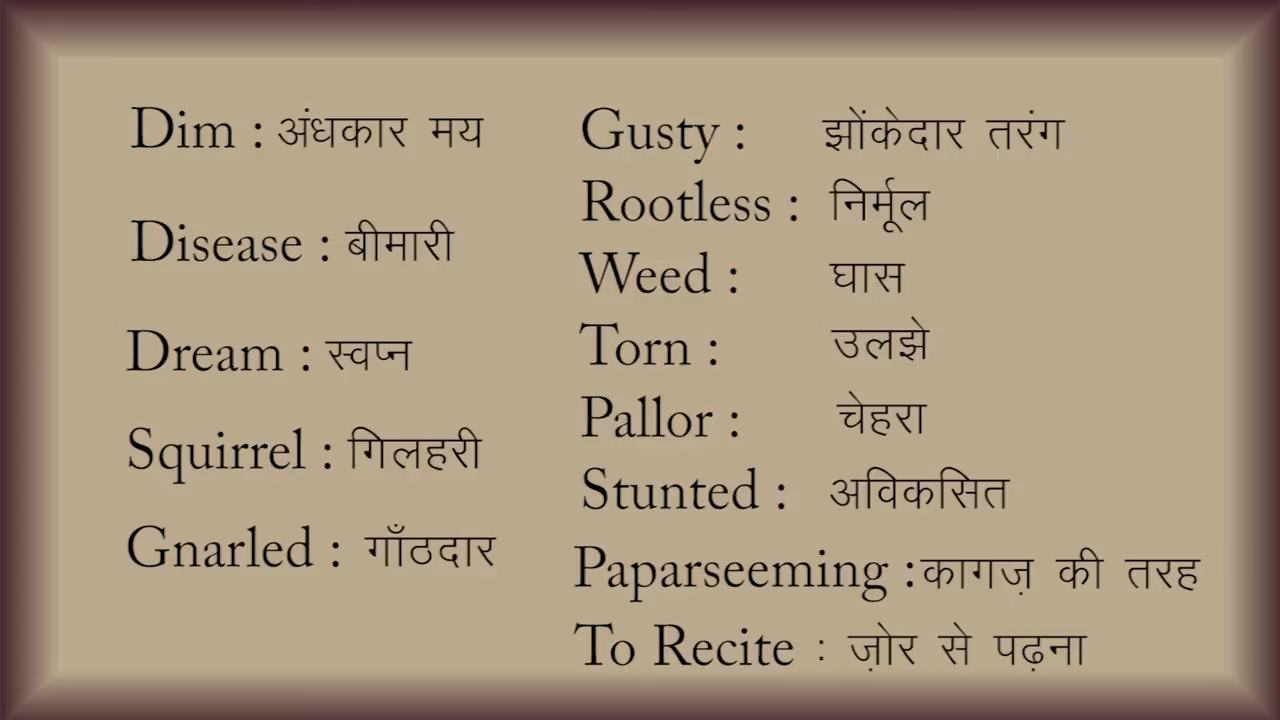 Dim : अंधकार मय
Disease : बीमारी
Dream : स्वप्न
Squirrel : गिलहरी
Gnarled : गाँठदार
Gusty : झोंकेदार तरंग
Rootless : निर्मूल
Weed : घास
Torn : उलझे
Pallor : चेहरा
Stunted : अविकसित
Paparseeming : कागज़ की तरह
To Recite : ज़ोर से पढ़ना